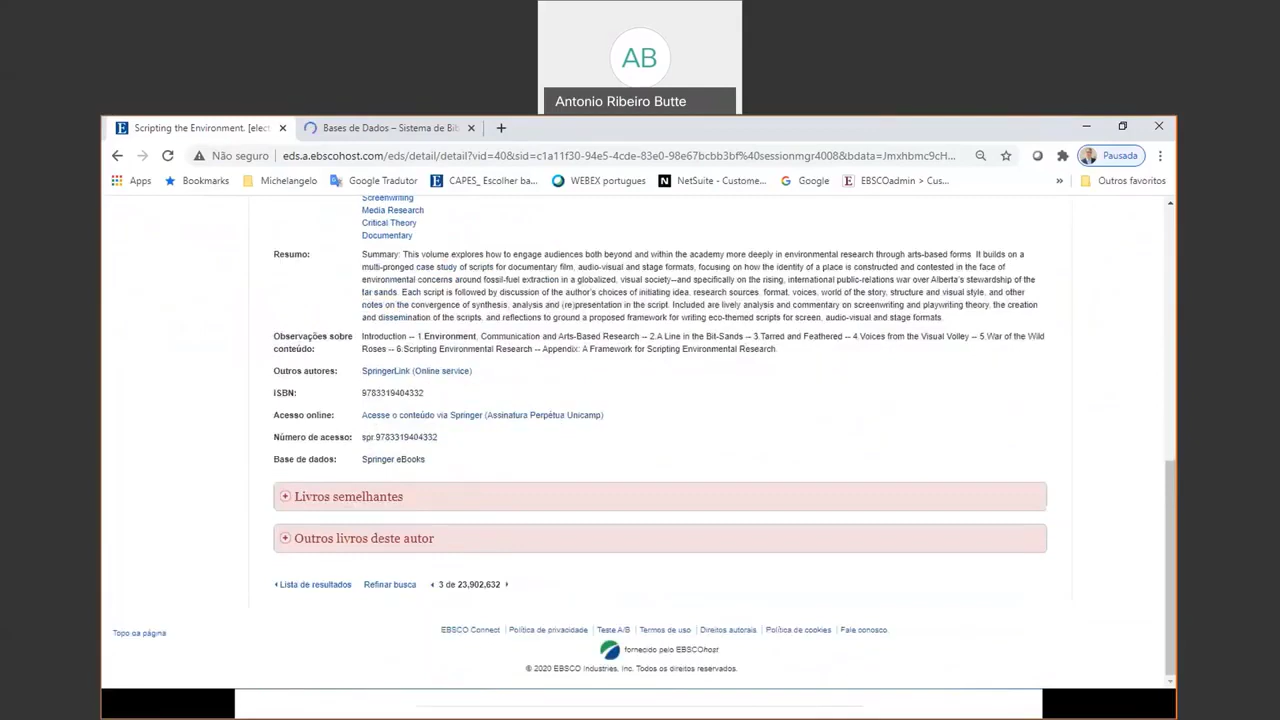 AB
Antonio Ribeiro Butte
Scripting the Environment. [elect
Bases de Dados – Sistema de Bib
Não seguro
eds.a.ebscohost.com/eds/detail/detail?vid=40&sid=c1a11f30-94e5-4cde-83e0-98e67bcbb3bf%40sessionmgr4008&bdata=Jmxhbmc9cH...
Pausada
Apps
Bookmarks
Michelangelo
Google Tradutor
CAPES_ Escolher ba...
WEBEX portugues
NetSuite - Custome...
Google
EBSCOadmin > Cus...
»
Outros favoritos
Screenwriting
Media Research
Critical Theory
Documentary
Resumo: Summary: This volume explores how to engage audiences both beyond and within the academy more deeply in environmental research through arts-based forms. It builds on a
multi-pronged case study of scripts for documentary film, audio-visual and stage formats, focusing on how the identity of a place is constructed and contested in the face of
environmental concerns around fossil-fuel extraction in a globalized, visual society—and specifically on the rising, international public-relations war over Alberta's stewardship of the
tar sands. Each script is followed by discussion of the author's choices of initiating idea, research sources, format, voices, world of the story, structure and visual style, and other
notes on the convergence of synthesis, analysis and (re)presentation in the script. Included are lively analysis and commentary on screenwriting and playwriting theory, the creation
and dissemination of the scripts, and reflections to ground a proposed framework for writing eco-themed scripts for screen, audio-visual and stage formats.
Observações sobre conteúdo: Introduction -- 1.Environment, Communication and Arts-Based Research -- 2.A Line in the Bit-Sands -- 3.Tarred and Feathered -- 4.Voices from the Visual Volley -- 5.War of the Wild
Roses -- 6.Scripting Environmental Research -- Appendix: A Framework for Scripting Environmental Research.
Outros autores: SpringerLink (Online service)
ISBN: 9783319404332
Acesso online: Acesse o conteúdo via Springer (Assinatura Perpétua Unicamp)
Número de acesso: spr.9783319404332
Base de dados: Springer eBooks
Livros semelhantes
Outros livros deste autor
Lista de resultados Refinar busca 3 de 23,902,632
Topo da página
EBSCO Connect | Política de privacidade | Teste A/B | Termos de uso | Direitos autorais | Política de cookies | Fale conosco
fornecido pelo EBSCOhost
© 2020 EBSCO Industries, Inc. Todos os direitos reservados.